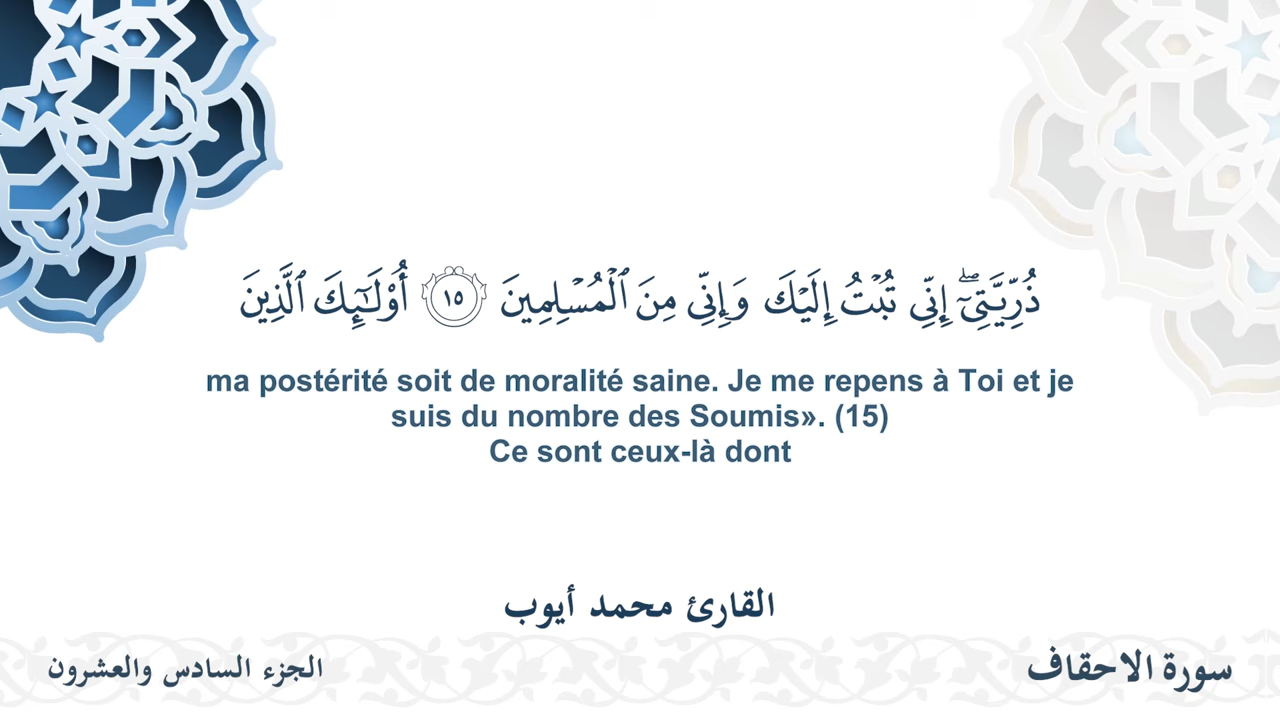 ذُرِّيَّتِىٓۖ إِنِّى تُبۡتُ إِلَيۡكَ وَإِنِّى مِنَ ٱلۡمُسۡلِمِينَ ١٥ أُوْلَٰٓئِكَ ٱلَّذِينَ
ma postérité soit de moralité saine. Je me repens à Toi et je
suis du nombre des Soumis». (15)
Ce sont ceux-là dont
القارئ محمد أيوب
سورة الاحقاف
الجزء السادس والعشرون